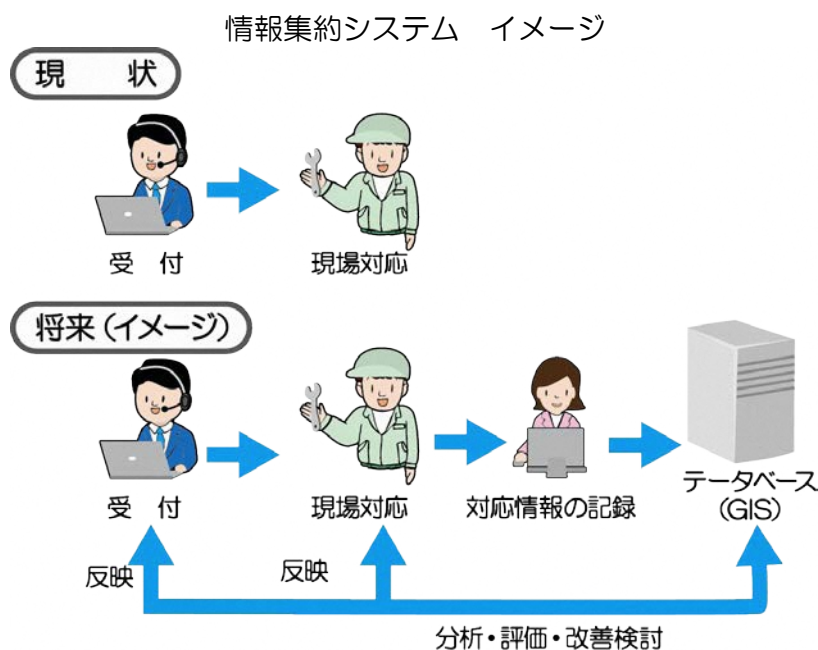 情報集約システム　イメージ
現　状
受　付
現場対応
将来（イメージ）
受　付
現場対応
対応情報の記録
データベース
(GIS)
反映
反映
分析・評価・改善検討